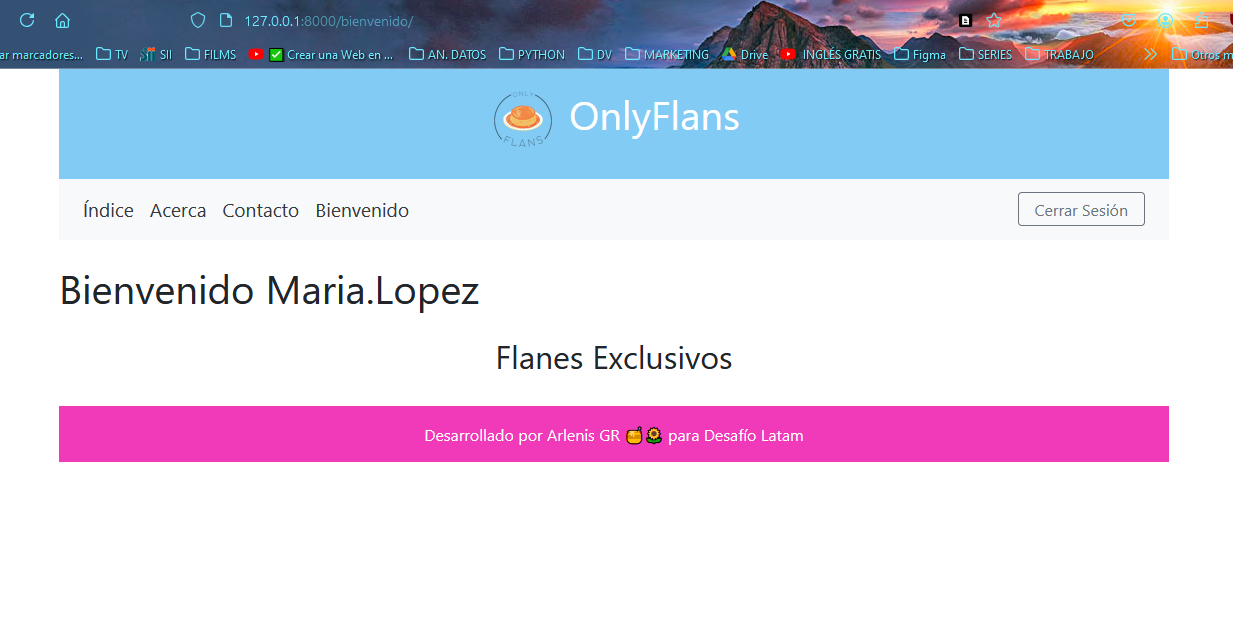 127.0.0.1:8000/bienvenido/
ar marcadores... TV SII FILMS Crear una Web en ... AN. DATOS PYTHON DV MARKETING Drive INGLÉS GRATIS Figma SERIES TRABAJO Otros m
ONLY
FLANS
OnlyFlans
Índice Acerca Contacto Bienvenido Cerrar Sesión
Bienvenido Maria.Lopez
Flanes Exclusivos
Desarrollado por Arlenis GR 🍯🌻 para Desafío Latam